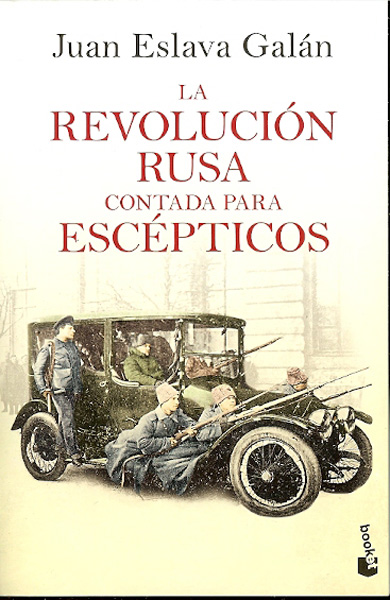 Juan Eslava Galán
LA
REVOLUCIÓN
RUSA
CONTADA PARA
ESCÉPTICOS
booket